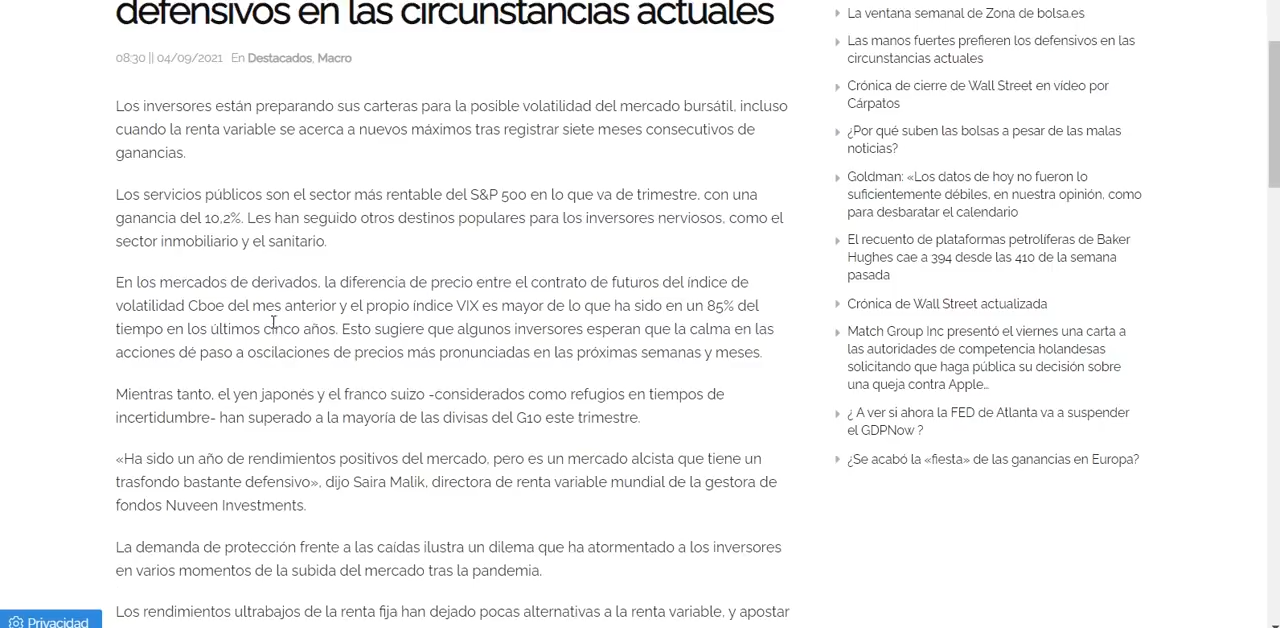 defensivos en las circunstancias actuales
08:30 || 04/09/2021 En Destacados, Macro
Los inversores están preparando sus carteras para la posible volatilidad del mercado bursátil, incluso
cuando la renta variable se acerca a nuevos máximos tras registrar siete meses consecutivos de
ganancias.
Los servicios públicos son el sector más rentable del S&P 500 en lo que va de trimestre, con una
ganancia del 10,2%. Les han seguido otros destinos populares para los inversores nerviosos, como el
sector inmobiliario y el sanitario.
En los mercados de derivados, la diferencia de precio entre el contrato de futuros del índice de
volatilidad Cboe del mes anterior y el propio índice VIX es mayor de lo que ha sido en un 85% del
tiempo en los últimos cinco años. Esto sugiere que algunos inversores esperan que la calma en las
acciones dé paso a oscilaciones de precios más pronunciadas en las próximas semanas y meses.
Mientras tanto, el yen japonés y el franco suizo -considerados como refugios en tiempos de
incertidumbre- han superado a la mayoría de las divisas del G10 este trimestre.
«Ha sido un año de rendimientos positivos del mercado, pero es un mercado alcista que tiene un
trasfondo bastante defensivo», dijo Saira Malik, directora de renta variable mundial de la gestora de
fondos Nuveen Investments.
La demanda de protección frente a las caídas ilustra un dilema que ha atormentado a los inversores
en varios momentos de la subida del mercado tras la pandemia.
Los rendimientos ultrabajos de la renta fija han dejado pocas alternativas a la renta variable, y apostar
La ventana semanal de Zona de bolsa.es
Las manos fuertes prefieren los defensivos en las
circunstancias actuales
Crónica de cierre de Wall Street en vídeo por
Cárpatos
¿Por qué suben las bolsas a pesar de las malas
noticias?
Goldman: «Los datos de hoy no fueron lo
suficientemente débiles, en nuestra opinión, como
para desbaratar el calendario
El recuento de plataformas petrolíferas de Baker
Hughes cae a 394 desde las 410 de la semana
pasada
Crónica de Wall Street actualizada
Match Group Inc presentó el viernes una carta a
las autoridades de competencia holandesas
solicitando que haga pública su decisión sobre
una queja contra Apple...
¿ A ver si ahora la FED de Atlanta va a suspender
el GDPNow ?
¿Se acabó la «fiesta» de las ganancias en Europa?
Privacidad